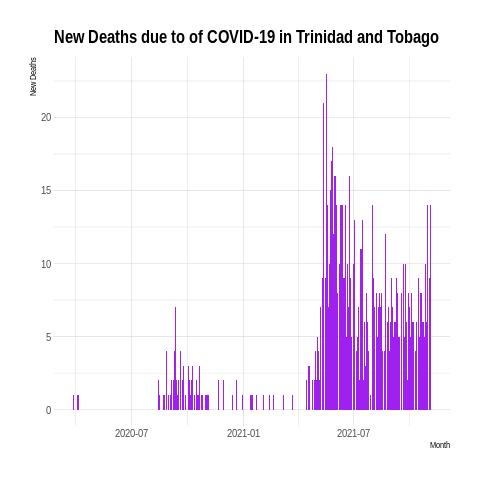 New Deaths due to of COVID-19 in Trinidad and Tobago
New Deaths
20
15
10
5
0
2020-07 2021-01 2021-07
Month